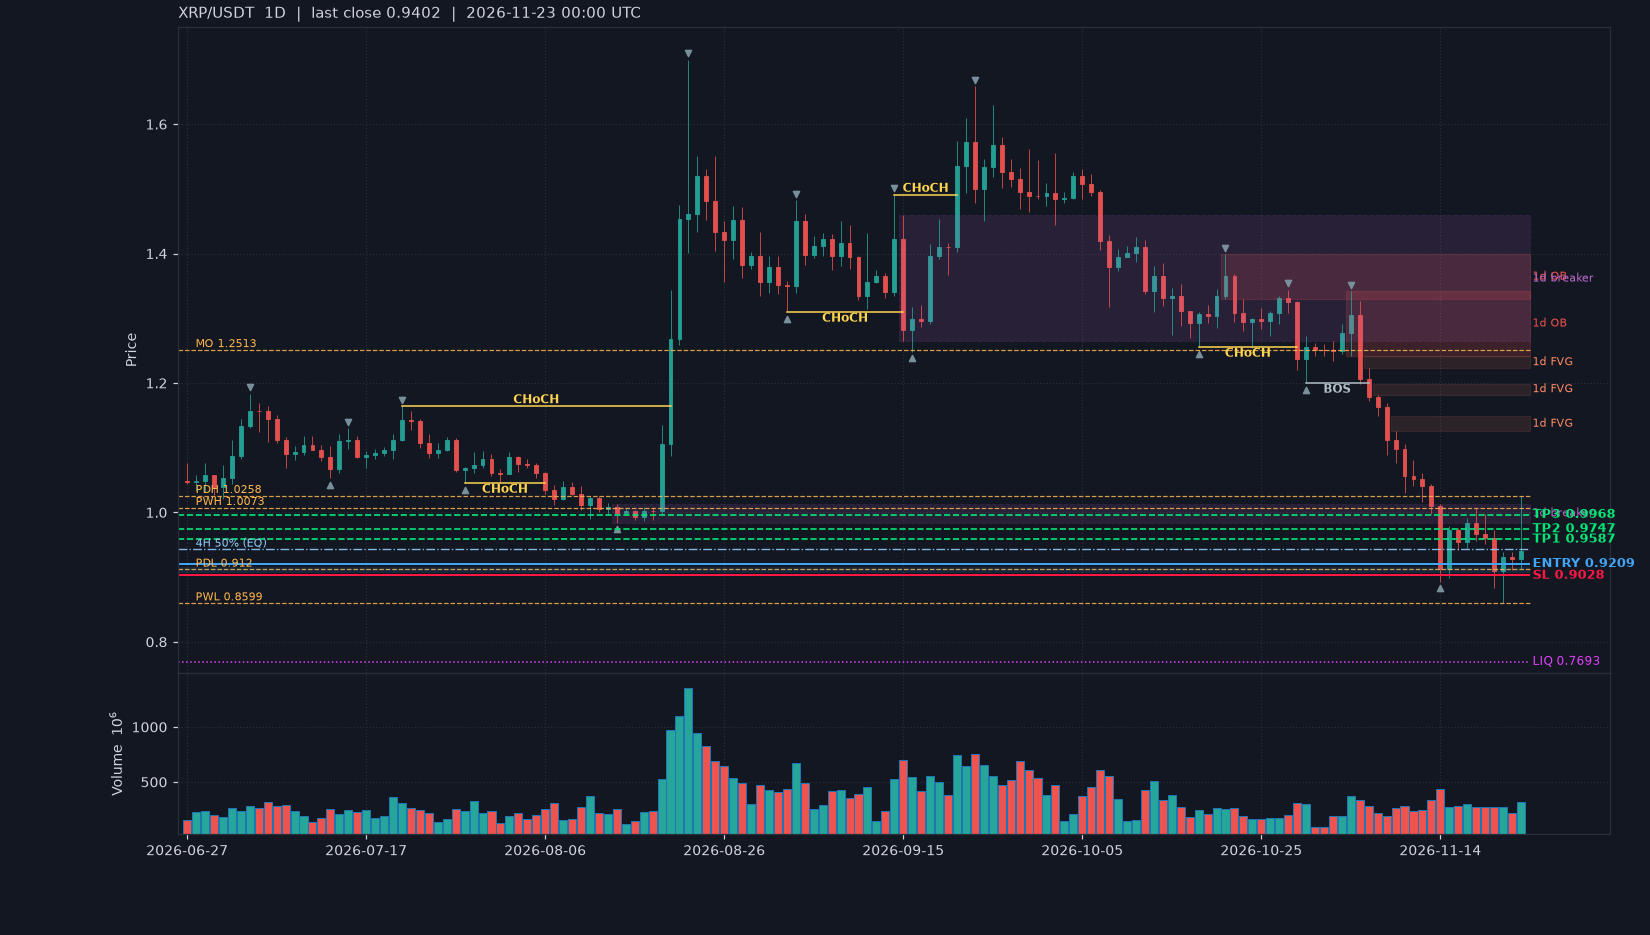 XRP/USDT 1D | last close 0.9402 | 2026-11-23 00:00 UTC
Price
1.6
1.4
1.2
1.0
0.8
CHoCH
CHoCH
CHoCH
CHoCH
CHoCH
BOS
MO 1.2513
PDH 1.0258
PWH 1.0073
4H 50% (EQ)
PDL 0.912
PWL 0.8599
1d OB
1d breaker
1d OB
1d FVG
1d FVG
1d FVG
TP3 0.9968
TP2 0.9747
TP1 0.9587
ENTRY 0.9209
SL 0.9028
LIQ 0.7693
Volume 10⁶
1000
500
2026-06-27
2026-07-17
2026-08-06
2026-08-26
2026-09-15
2026-10-05
2026-10-25
2026-11-14